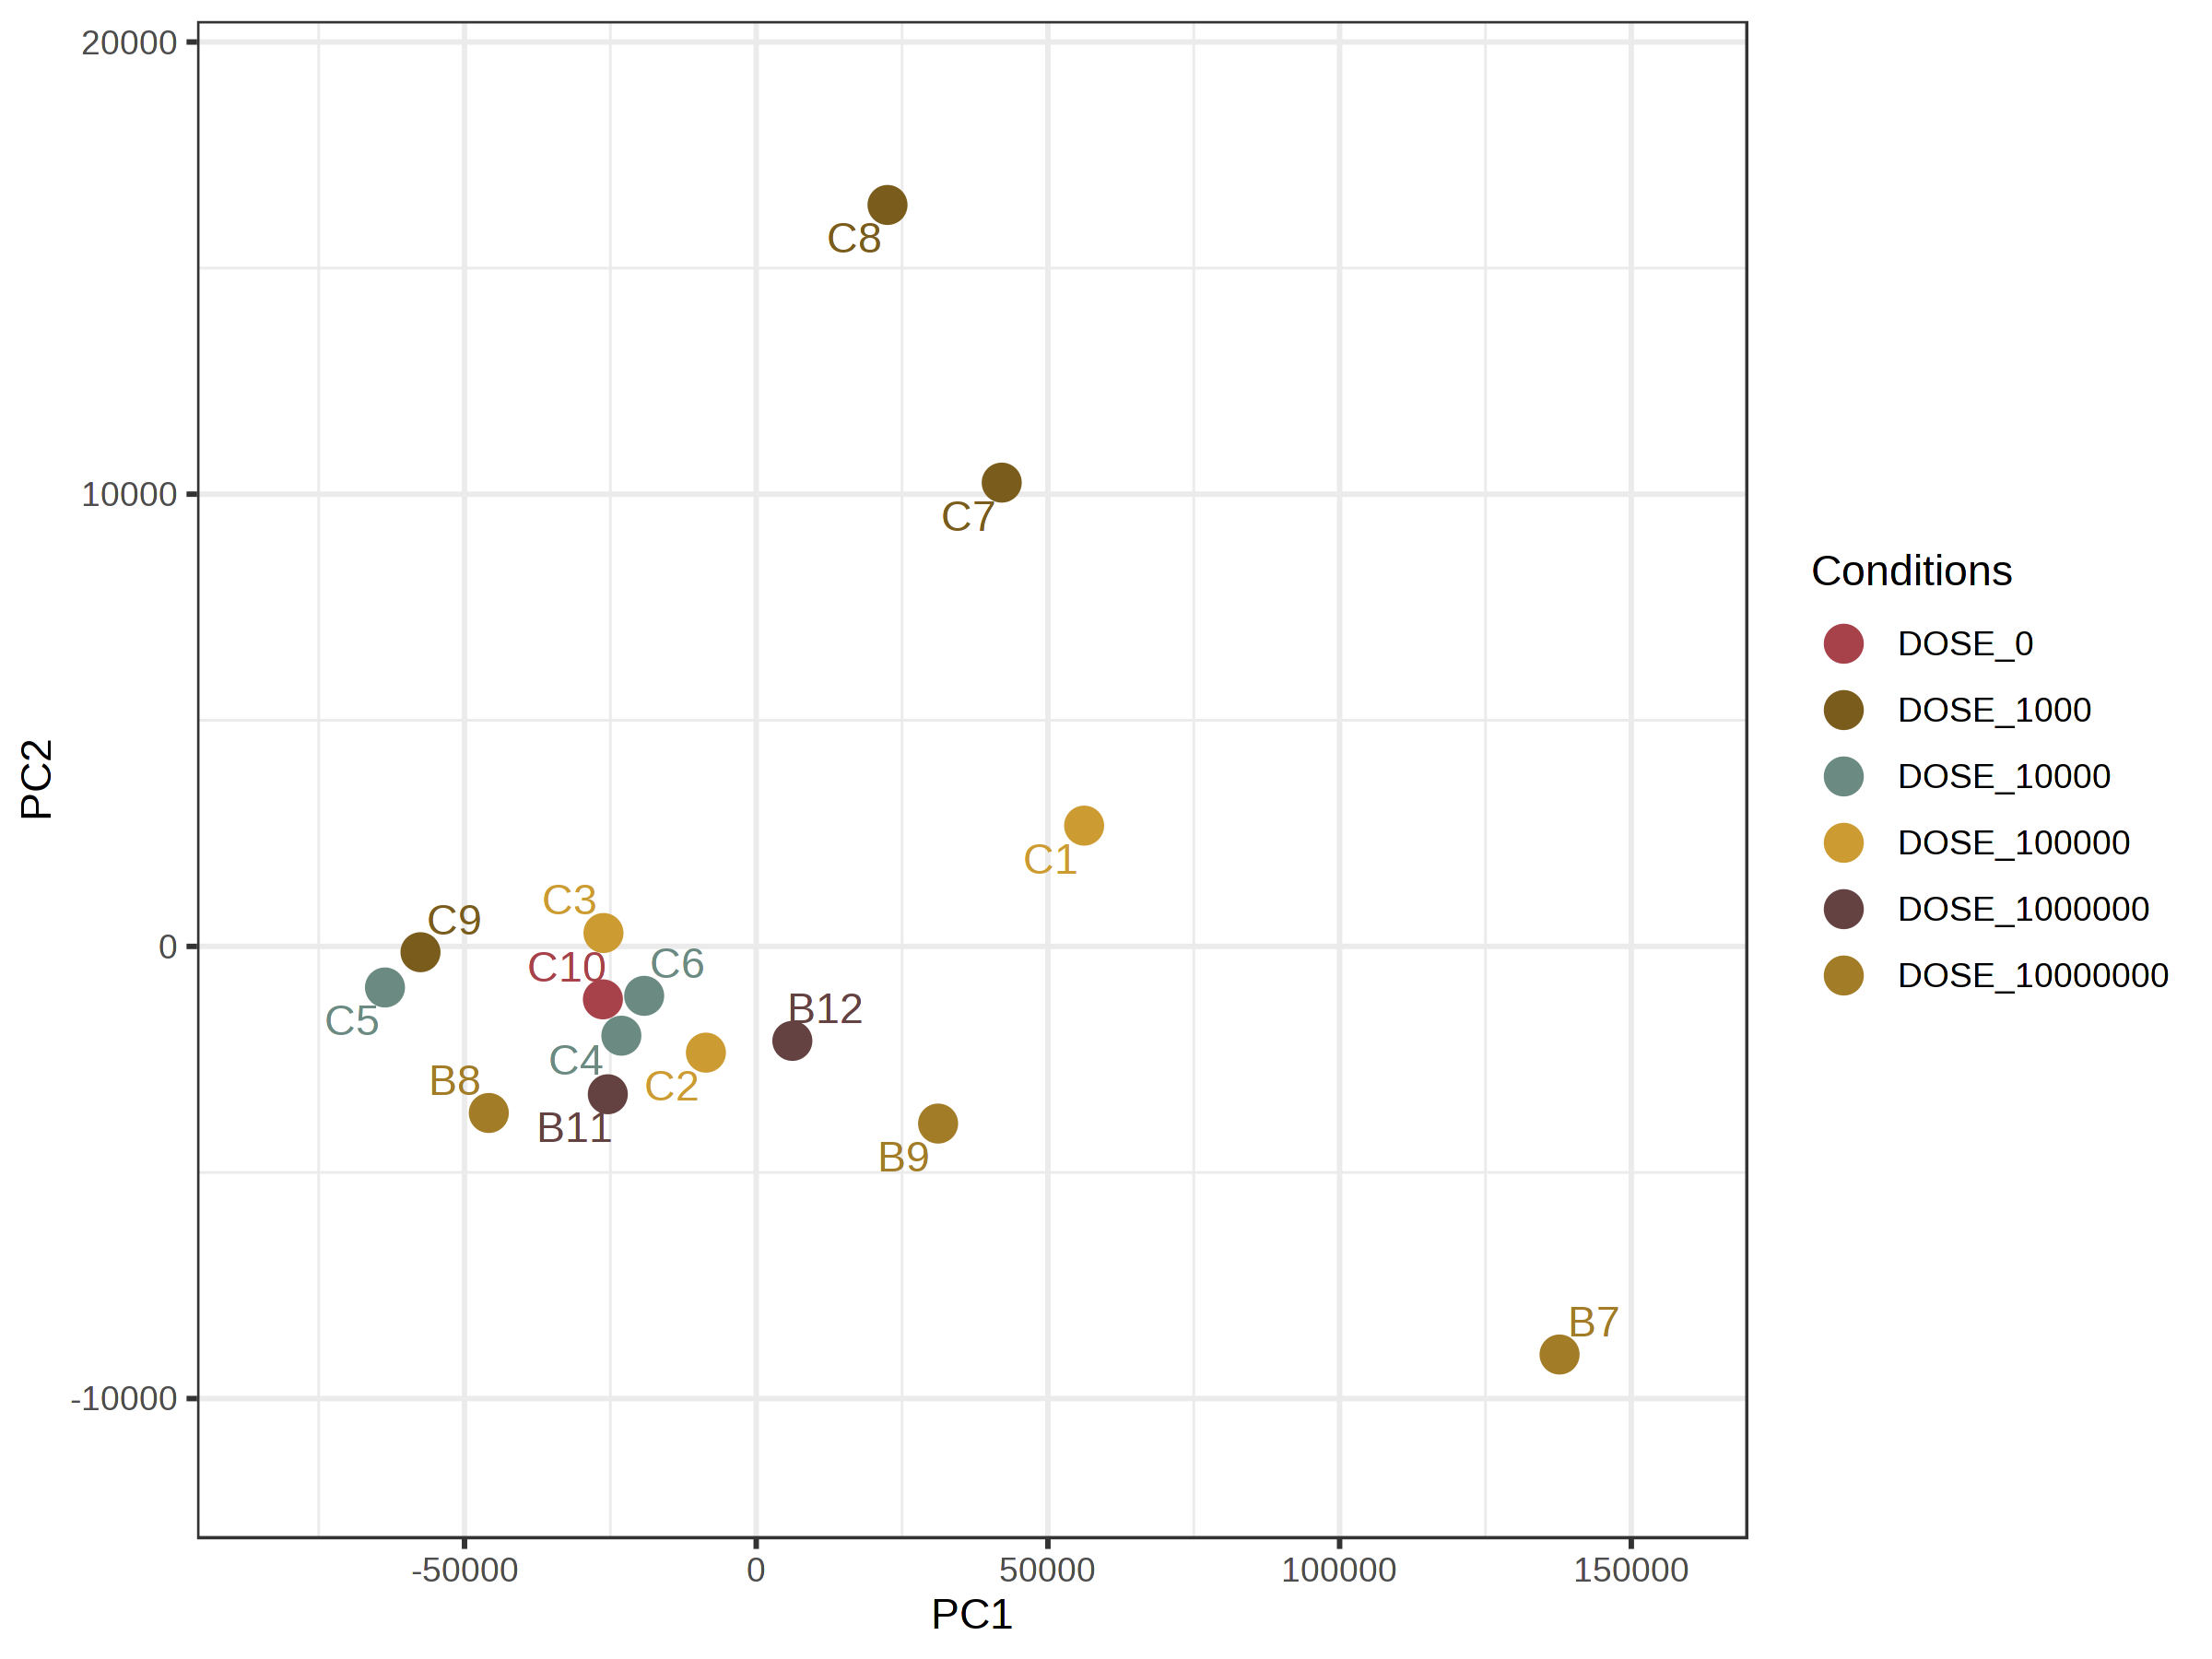 20000
10000
0
-10000
PC2
C8
C7
C1
C3
C9
C10
C6
B12
C5
C4
C2
B8
B11
B9
B7
-50000
0
50000
100000
150000
PC1
Conditions
DOSE_0
DOSE_1000
DOSE_10000
DOSE_100000
DOSE_1000000
DOSE_10000000